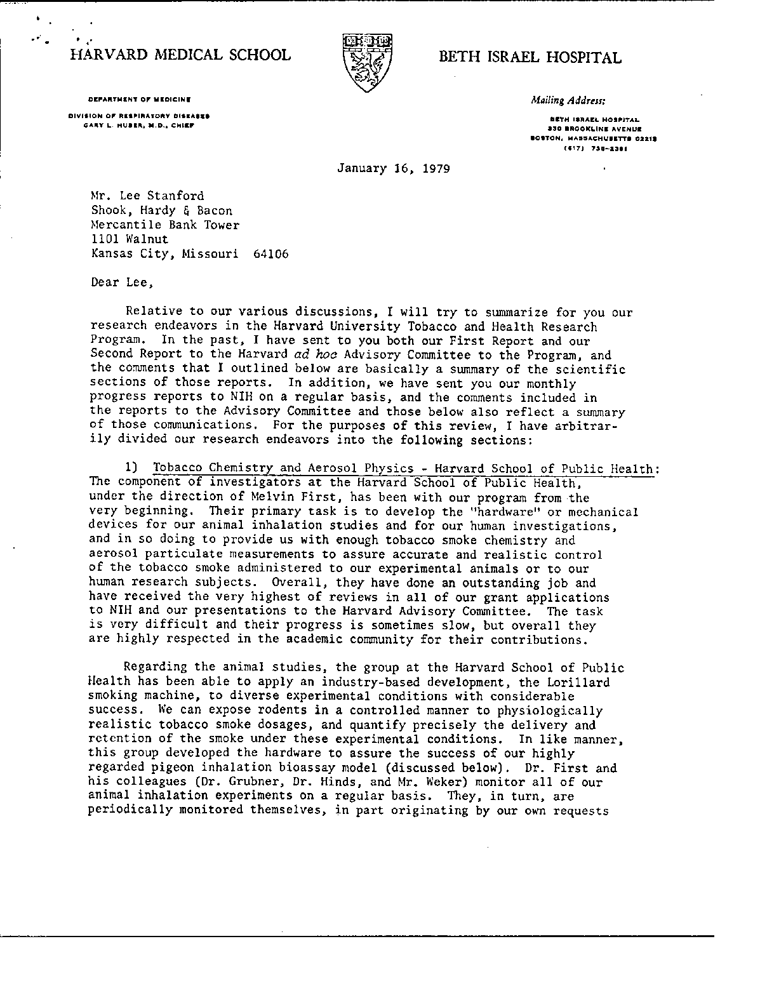 HARVARD MEDICAL SCHOOL
BETH ISRAEL HOSPITAL
DEPARTMENT OF MEDICINE
DIVISION OF RESPIRATORY DISEASES
GARY L. HUBER, M.D., CHIEF
Mailing Address:
BETH ISRAEL HOSPITAL
330 BROOKLINE AVENUE
BOSTON, MASSACHUSETTS 02215
(617) 735-2381
January 16, 1979
Mr. Lee Stanford
Shook, Hardy & Bacon
Mercantile Bank Tower
1101 Walnut
Kansas City, Missouri 64106
Dear Lee,
Relative to our various discussions, I will try to summarize for you our
research endeavors in the Harvard University Tobacco and Health Research
Program. In the past, I have sent to you both our First Report and our
Second Report to the Harvard ad hoc Advisory Committee to the Program, and
the comments that I outlined below are basically a summary of the scientific
sections of those reports. In addition, we have sent you our monthly
progress reports to NIH on a regular basis, and the comments included in
the reports to the Advisory Committee and those below also reflect a summary
of those communications. For the purposes of this review, I have arbitrar-
ily divided our research endeavors into the following sections:
1) Tobacco Chemistry and Aerosol Physics - Harvard School of Public Health:
The component of investigators at the Harvard School of Public Health,
under the direction of Melvin First, has been with our program from the
very beginning. Their primary task is to develop the "hardware" or mechanical
devices for our animal inhalation studies and for our human investigations,
and in so doing to provide us with enough tobacco smoke chemistry and
aerosol particulate measurements to assure accurate and realistic control
of the tobacco smoke administered to our experimental animals or to our
human research subjects. Overall, they have done an outstanding job and
have received the very highest of reviews in all of our grant applications
to NIH and our presentations to the Harvard Advisory Committee. The task
is very difficult and their progress is sometimes slow, but overall they
are highly respected in the academic community for their contributions.
Regarding the animal studies, the group at the Harvard School of Public
Health has been able to apply an industry-based development, the Lorillard
smoking machine, to diverse experimental conditions with considerable
success. We can expose rodents in a controlled manner to physiologically
realistic tobacco smoke dosages, and quantify precisely the delivery and
retention of the smoke under these experimental conditions. In like manner,
this group developed the hardware to assure the success of our highly
regarded pigeon inhalation bioassay model (discussed below). Dr. First and
his colleagues (Dr. Grubner, Dr. Hinds, and Mr. Weker) monitor all of our
animal inhalation experiments on a regular basis. They, in turn, are
periodically monitored themselves, in part originating by our own requests